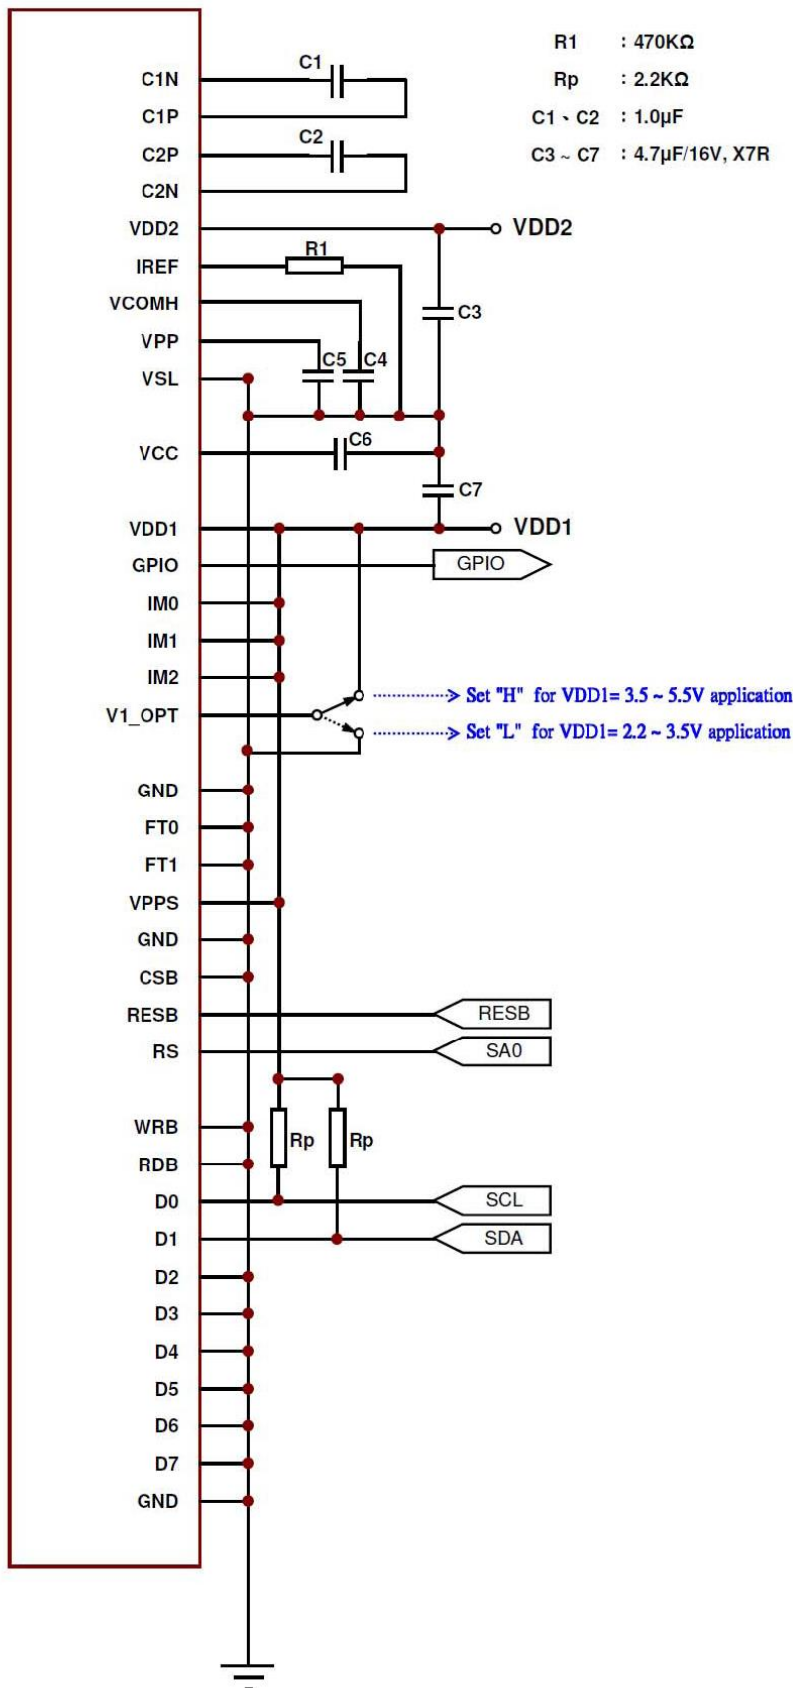 R1 : 470KΩ
Rp : 2.2KΩ
C1、C2 : 1.0µF
C3 ~ C7 : 4.7µF/16V, X7R
C1N
C1
C1P
C2P
C2
C2N
VDD2
VDD2
IREF
R1
VCOMH
C3
VPP
C5
C4
VSL
VCC
C6
C7
VDD1
VDD1
GPIO
GPIO
IM0
IM1
IM2
Set "H" for VDD1= 3.5 ~ 5.5V application
V1_OPT
Set "L" for VDD1= 2.2 ~ 3.5V application
GND
FT0
FT1
VPPS
GND
CSB
RESB
RESB
RS
SA0
WRB
Rp
Rp
RDB
D0
SCL
D1
SDA
D2
D3
D4
D5
D6
D7
GND